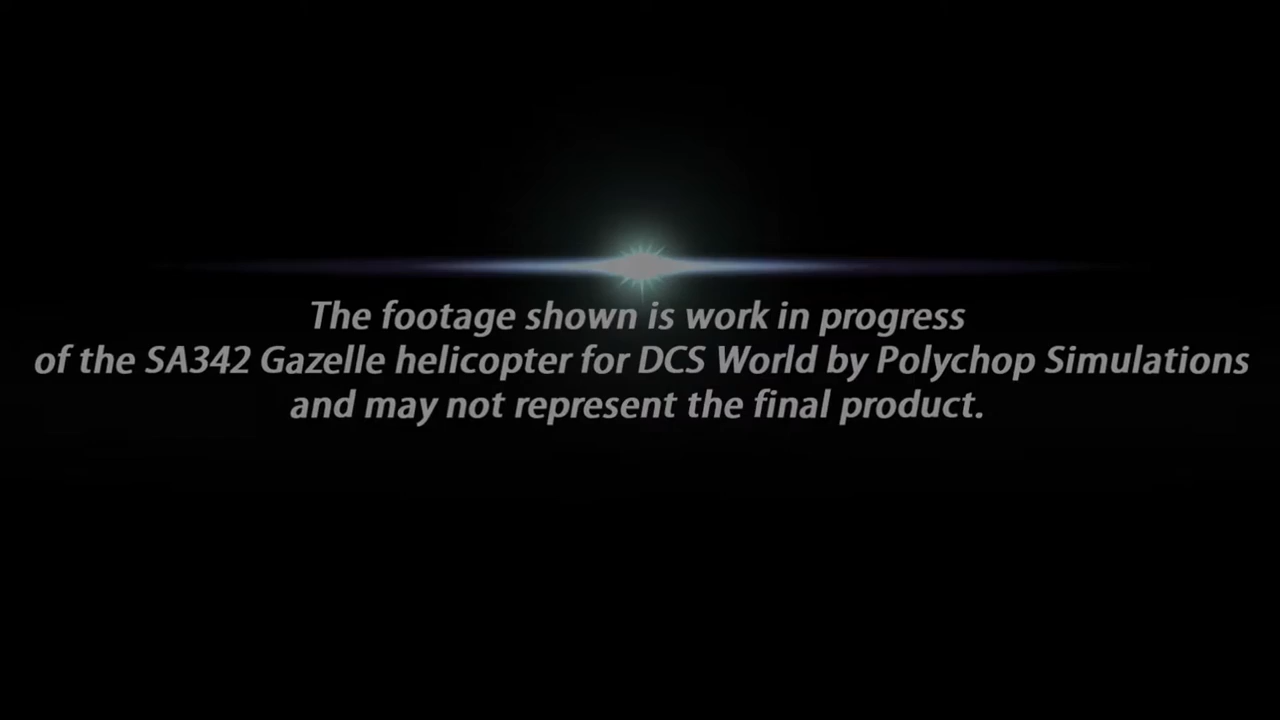 The footage shown is work in progress
of the SA342 Gazelle helicopter for DCS World by Polychop Simulations
and may not represent the final product.